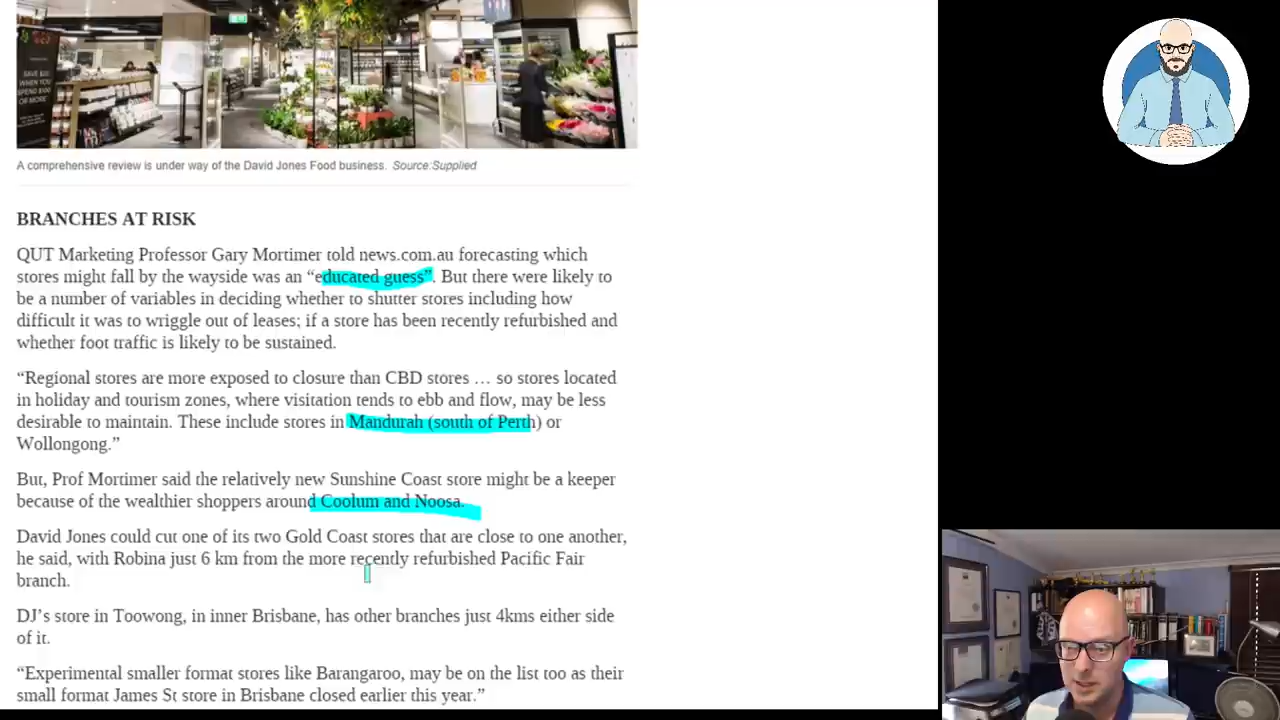 SAVE $20
WHEN YOU
SPEND $100
OR MORE*
A comprehensive review is under way of the David Jones Food business. Source:Supplied
BRANCHES AT RISK
QUT Marketing Professor Gary Mortimer told news.com.au forecasting which
stores might fall by the wayside was an “educated guess”. But there were likely to
be a number of variables in deciding whether to shutter stores including how
difficult it was to wriggle out of leases; if a store has been recently refurbished and
whether foot traffic is likely to be sustained.
“Regional stores are more exposed to closure than CBD stores … so stores located
in holiday and tourism zones, where visitation tends to ebb and flow, may be less
desirable to maintain. These include stores in Mandurah (south of Perth) or
Wollongong.”
But, Prof Mortimer said the relatively new Sunshine Coast store might be a keeper
because of the wealthier shoppers around Coolum and Noosa.
David Jones could cut one of its two Gold Coast stores that are close to one another,
he said, with Robina just 6 km from the more recently refurbished Pacific Fair
branch.
DJ’s store in Toowong, in inner Brisbane, has other branches just 4kms either side
of it.
“Experimental smaller format stores like Barangaroo, may be on the list too as their
small format James St store in Brisbane closed earlier this year.”